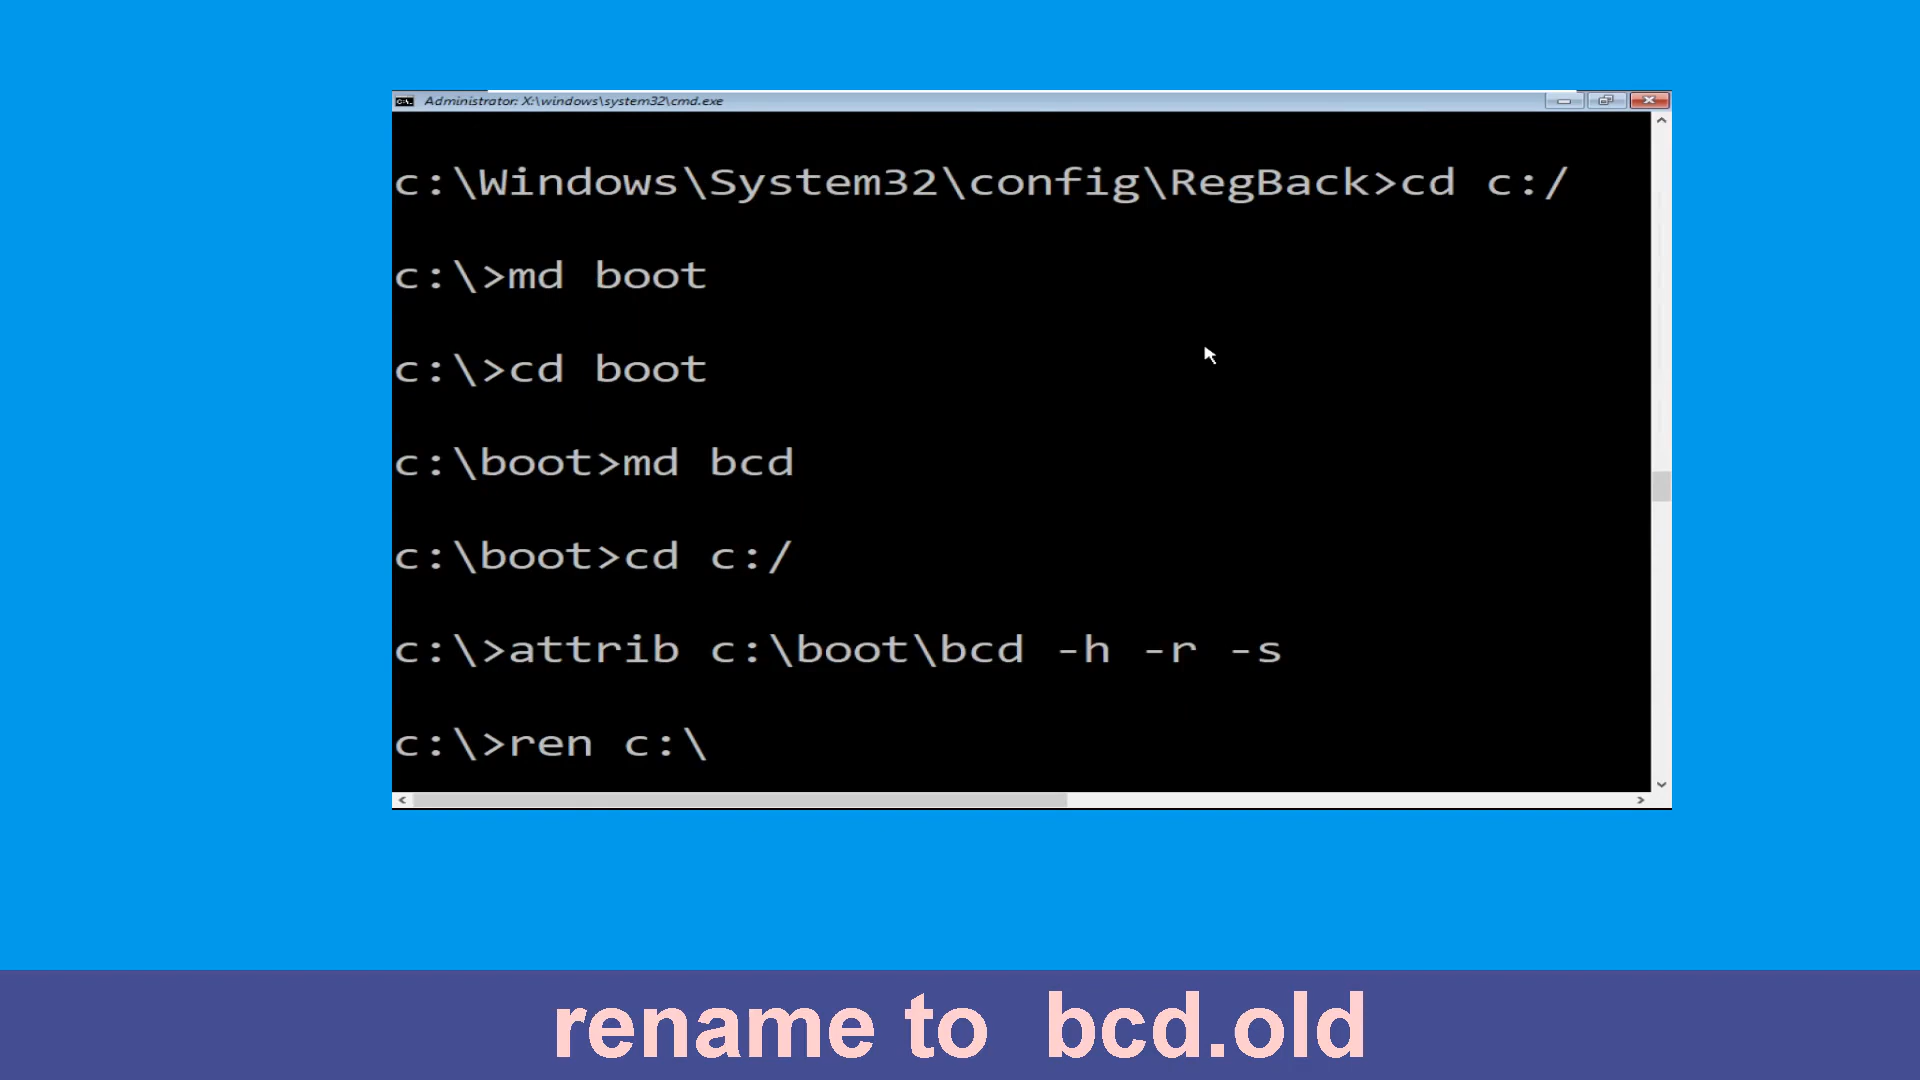 Administrator: X:\windows\system32\cmd.exe
c:\Windows\System32\config\RegBack>cd c:/
c:\>md boot
c:\>cd boot
c:\boot>md bcd
c:\boot>cd c:/
c:\>attrib c:\boot\bcd -h -r -s
c:\>ren c:\
rename to bcd.old